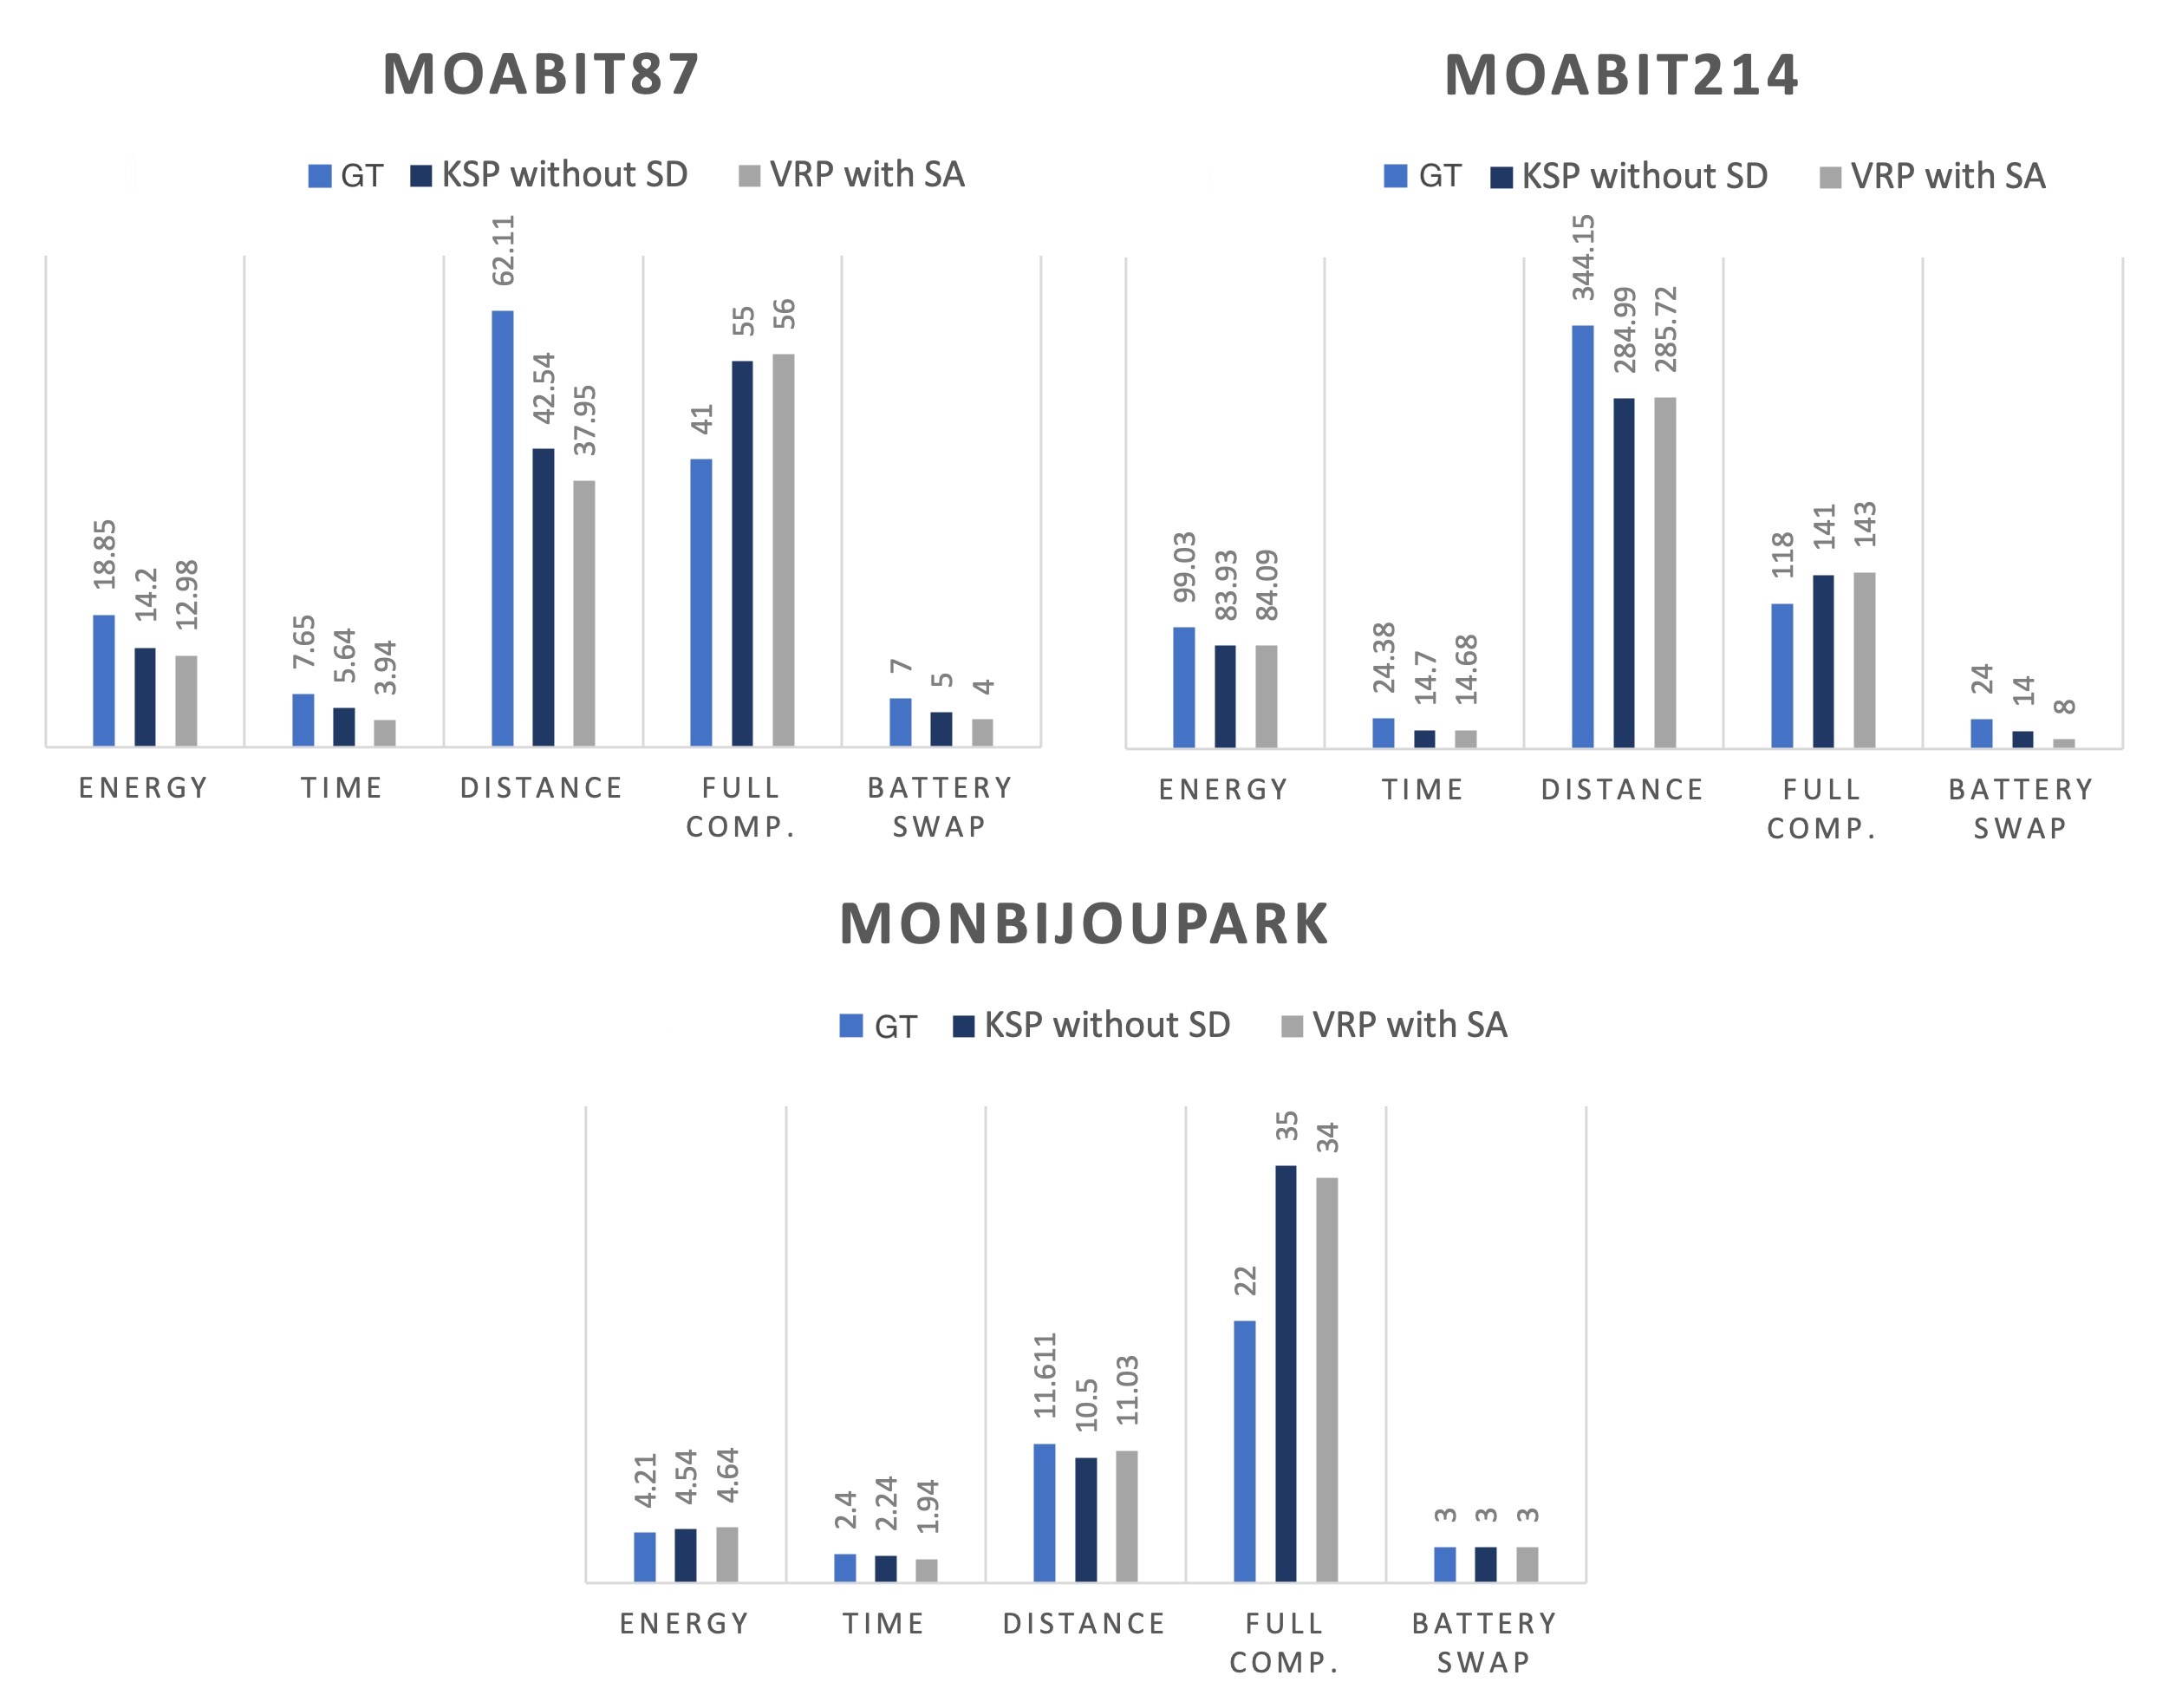 MOABIT87
GT KSP without SD VRP with SA
18.85 14.2 12.98 7.65 5.64 3.94 62.11 42.54 37.95 41 55 56 7 5 4
ENERGY TIME DISTANCE FULL BATTERY
COMP. SWAP
MOABIT214
GT KSP without SD VRP with SA
99.03 83.93 84.09 24.38 14.7 14.68 344.15 284.99 285.72 118 141 143 24 14 8
ENERGY TIME DISTANCE FULL BATTERY
COMP. SWAP
MONBIJOUPARK
GT KSP without SD VRP with SA
4.21 4.54 4.64 2.4 2.24 1.94 11.611 10.5 11.03 22 35 34 3 3 3
ENERGY TIME DISTANCE FULL BATTERY
COMP. SWAP